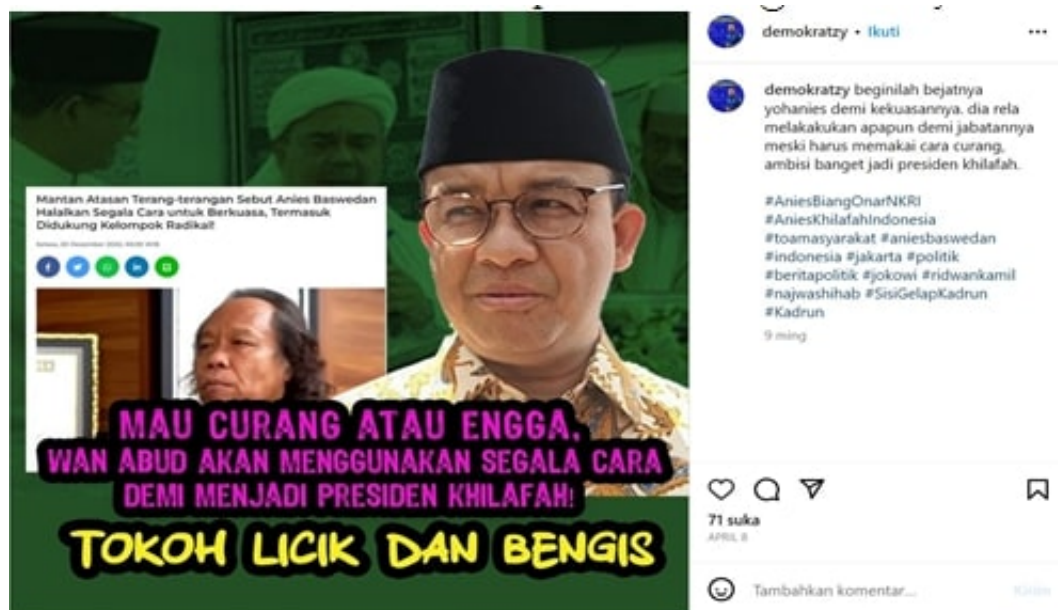 Mantan Atasan Terang-terangan Sebut Anies Baswedan
Halalkan Segala Cara untuk Berkuasa, Termasuk
Didukung Kelompok Radikal!
MAU CURANG ATAU ENGGA,
WAN ABUD AKAN MENGGUNAKAN SEGALA CARA
DEMI MENJADI PRESIDEN KHILAFAH!
TOKOH LICIK DAN BENGIS
demokratzy • Ikuti
demokratzy beginilah bejatnya
yohanies demi kekuasannya. dia rela
melakakukan apapun demi jabatannya
meski harus memakai cara curang,
ambisi banget jadi presiden khilafah.
#AniesBiangOnarNKRI
#AniesKhilafahIndonesia
#toamasyarakat #aniesbaswedan
#indonesia #jakarta #politik
#beritapolitik #jokowi #ridwankamil
#najwashihab #SisiGelapKadrun
#Kadrun
9 ming
71 suka
APRIL 8
Tambahkan komentar...
Kirim